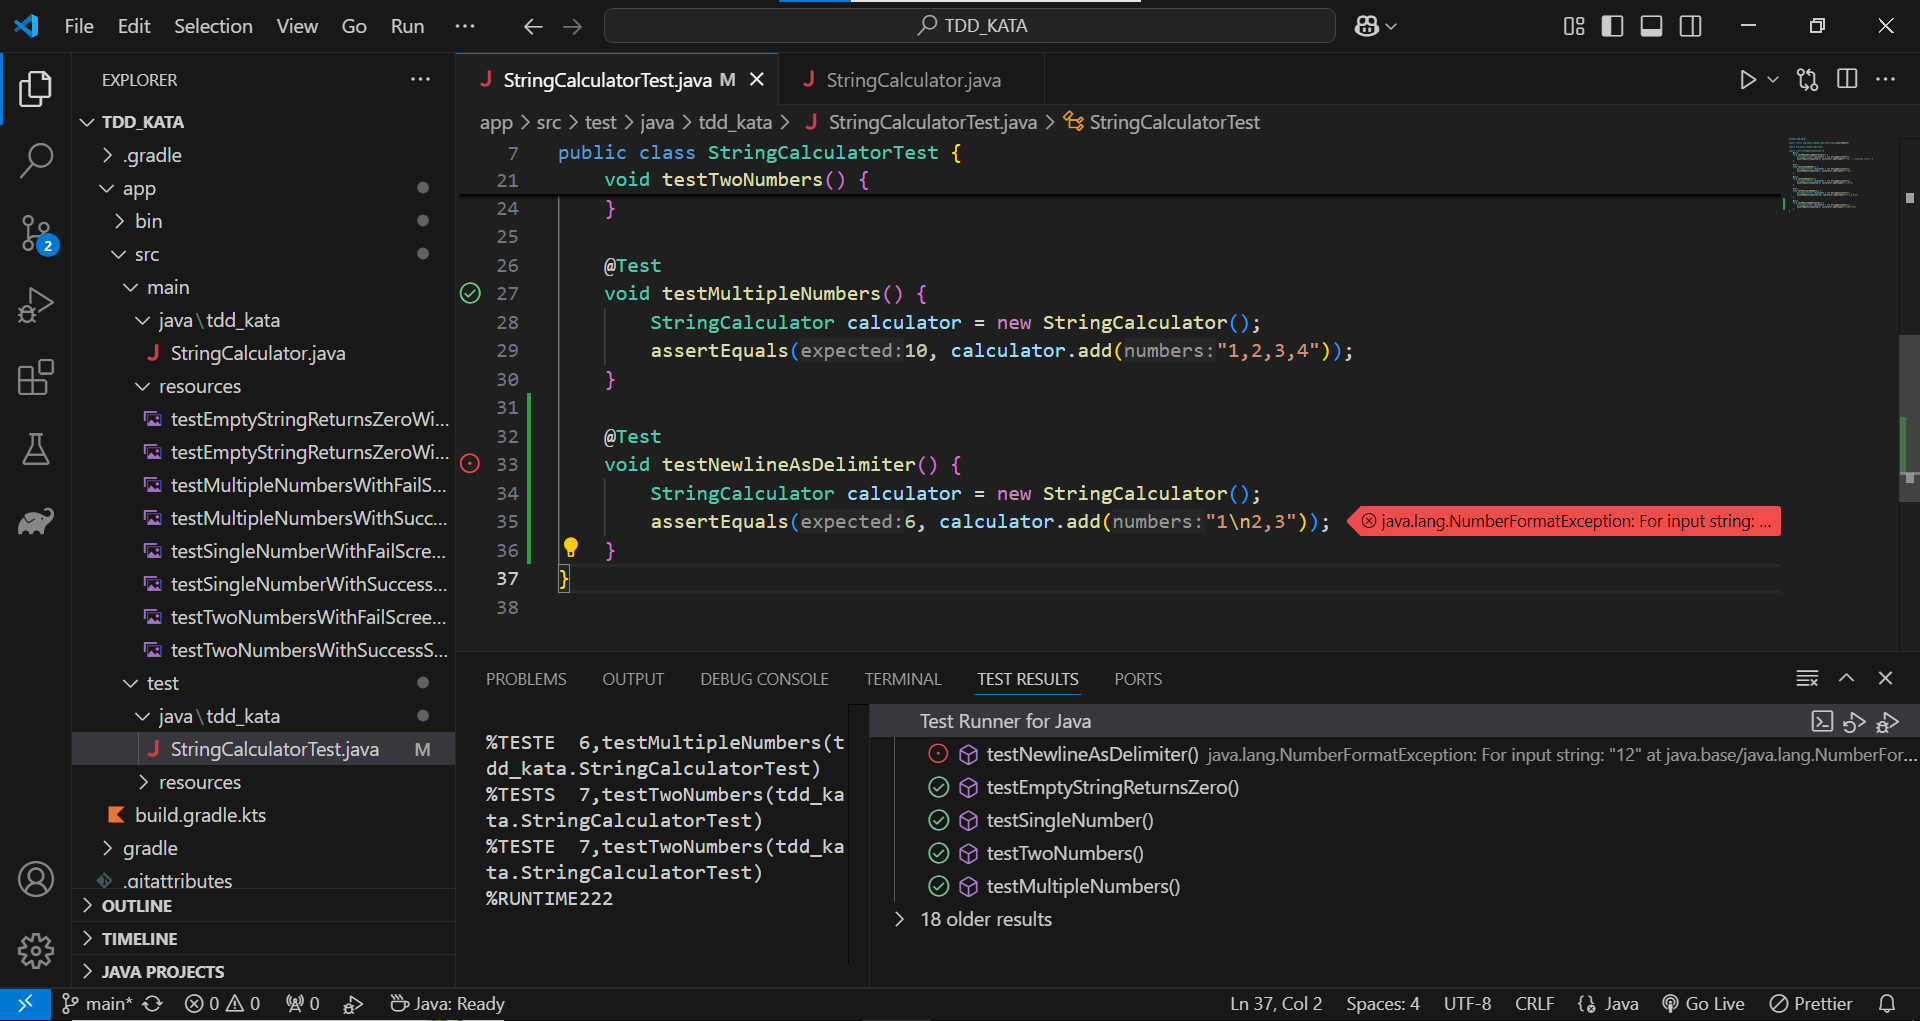 File Edit Selection View Go Run ···
TDD_KATA
EXPLORER
TDD_KATA
.gradle
app
bin
src
main
java\tdd_kata
StringCalculator.java
resources
testEmptyStringReturnsZeroWi...
testEmptyStringReturnsZeroWi...
testMultipleNumbersWithFailS...
testMultipleNumbersWithSucc...
testSingleNumberWithFailScre...
testSingleNumberWithSuccess...
testTwoNumbersWithFailScree...
testTwoNumbersWithSuccessS...
test
java\tdd_kata
StringCalculatorTest.java M
resources
build.gradle.kts
gradle
.gitattributes
OUTLINE
TIMELINE
JAVA PROJECTS
2
StringCalculatorTest.java M
StringCalculator.java
app > src > test > java > tdd_kata > StringCalculatorTest.java > StringCalculatorTest
7 public class StringCalculatorTest {
21 void testTwoNumbers() {
24 }
25
26 @Test
27 void testMultipleNumbers() {
28 StringCalculator calculator = new StringCalculator();
29 assertEquals(expected:10, calculator.add(numbers:"1,2,3,4"));
30 }
31
32 @Test
33 void testNewlineAsDelimiter() {
34 StringCalculator calculator = new StringCalculator();
35 assertEquals(expected:6, calculator.add(numbers:"1\n2,3")); java.lang.NumberFormatException: For input string: ...
36 }
37 }
38
PROBLEMS OUTPUT DEBUG CONSOLE TERMINAL TEST RESULTS PORTS
%TESTE 6,testMultipleNumbers(t
dd_kata.StringCalculatorTest)
%TESTS 7,testTwoNumbers(tdd_ka
ta.StringCalculatorTest)
%TESTE 7,testTwoNumbers(tdd_ka
ta.StringCalculatorTest)
%RUNTIME222
Test Runner for Java
testNewlineAsDelimiter() java.lang.NumberFormatException: For input string: "12" at java.base/java.lang.NumberFor...
testEmptyStringReturnsZero()
testSingleNumber()
testTwoNumbers()
testMultipleNumbers()
18 older results
main* 0 0 0 Java: Ready
Ln 37, Col 2 Spaces: 4 UTF-8 CRLF {} Java Go Live Prettier